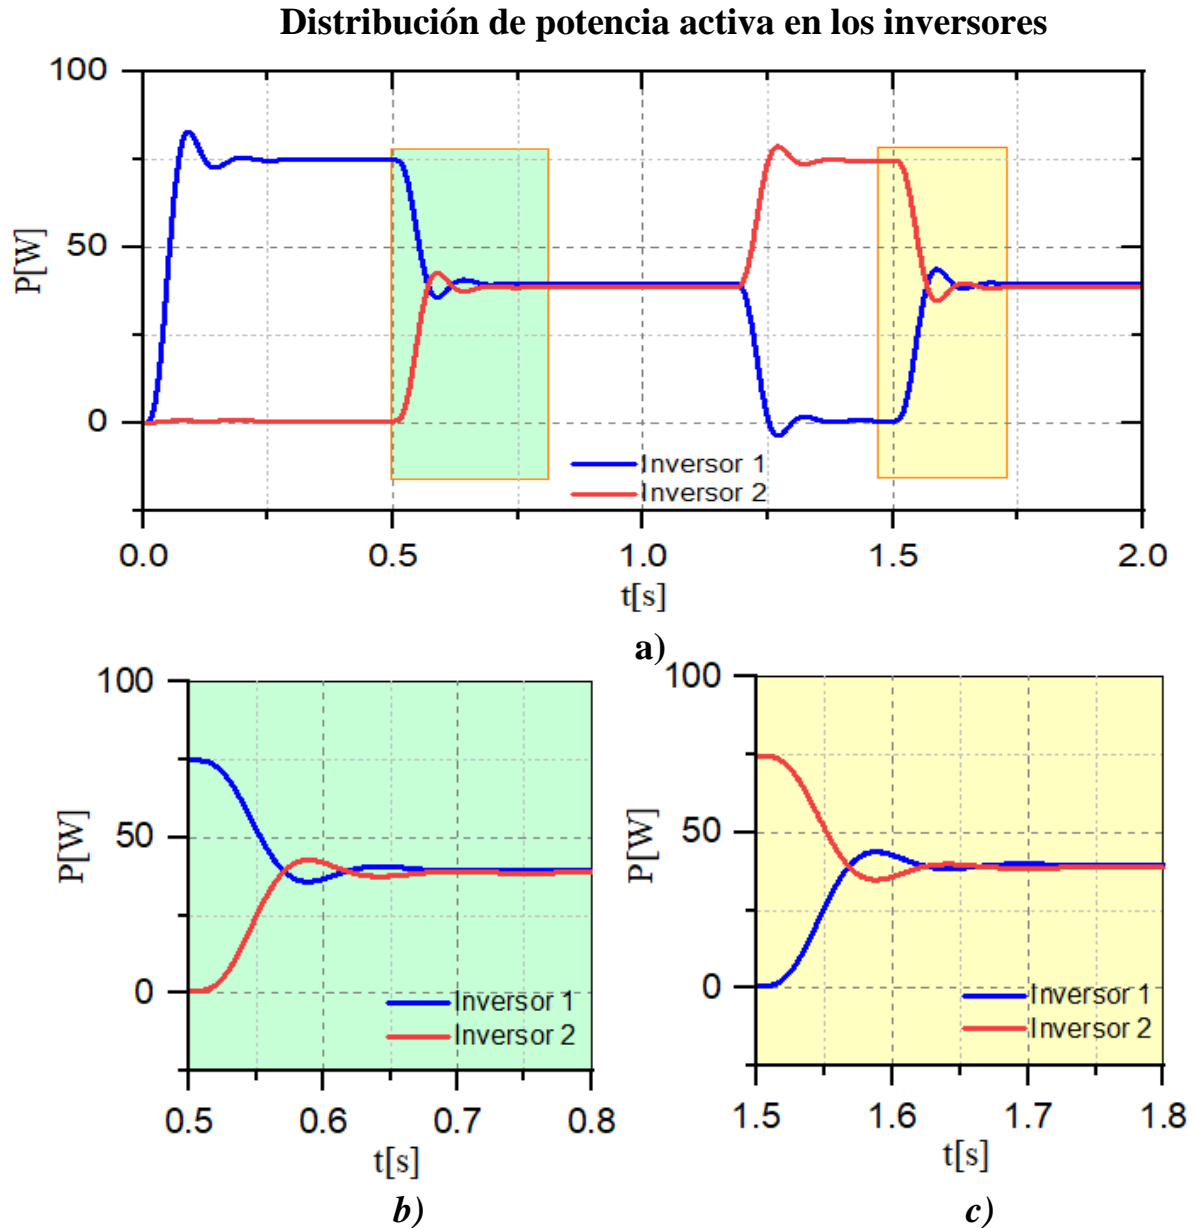 Distribución de potencia activa en los inversores
100
50
0
P[W]
Inversor 1
Inversor 2
0.0 0.5 1.0 1.5 2.0
t[s]
a)
100
50
0
P[W]
Inversor 1
Inversor 2
0.5 0.6 0.7 0.8
t[s]
b)
100
50
0
P[W]
Inversor 1
Inversor 2
1.5 1.6 1.7 1.8
t[s]
c)